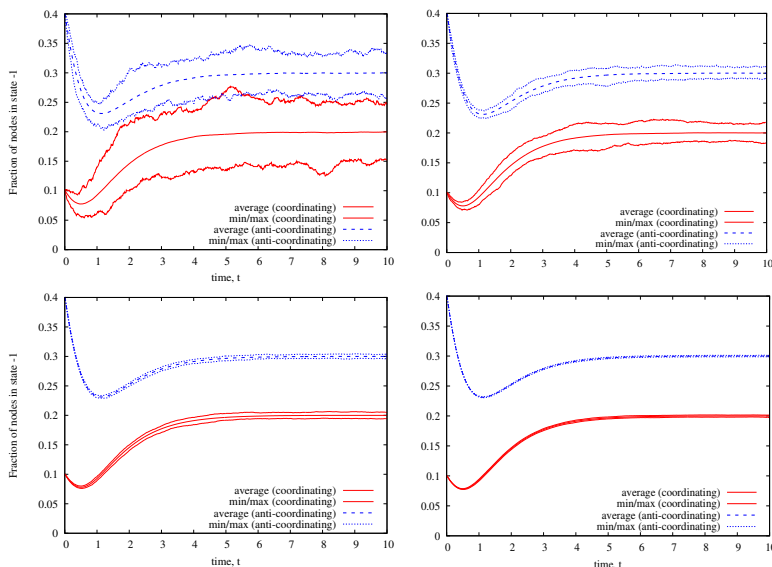 0.4
0.35
0.3
0.25
0.2
0.15
0.1
0.05
0
Fraction of nodes in state -1
average (coordinating)
min/max (coordinating)
average (anti-coordinating)
min/max (anti-coordinating)
0 1 2 3 4 5 6 7 8 9 10
time, t
0.4
0.35
0.3
0.25
0.2
0.15
0.1
0.05
0
average (coordinating)
min/max (coordinating)
average (anti-coordinating)
min/max (anti-coordinating)
0 1 2 3 4 5 6 7 8 9 10
0.4
0.3
0.2
0.15
0.1
0.05
0
Fraction of nodes in state -1
average (coordinating)
min/max (coordinating)
average (anti-coordinating)
min/max (anti-coordinating)
0 1 2 3 4 5 6 7 8 9 10
time, t
0.4
0.35
0.3
0.25
0.2
0.15
0.1
0.05
0
average (coordinating)
min/max (coordinating)
average (anti-coordinating)
min/max (anti-coordinating)
0 1 2 3 4 5 6 7 8 9 10
time, t